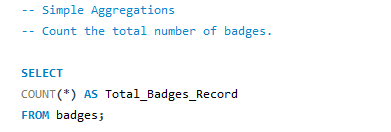 -- Simple Aggregations
-- Count the total number of badges.
SELECT
COUNT(*) AS Total_Badges_Record
FROM badges;